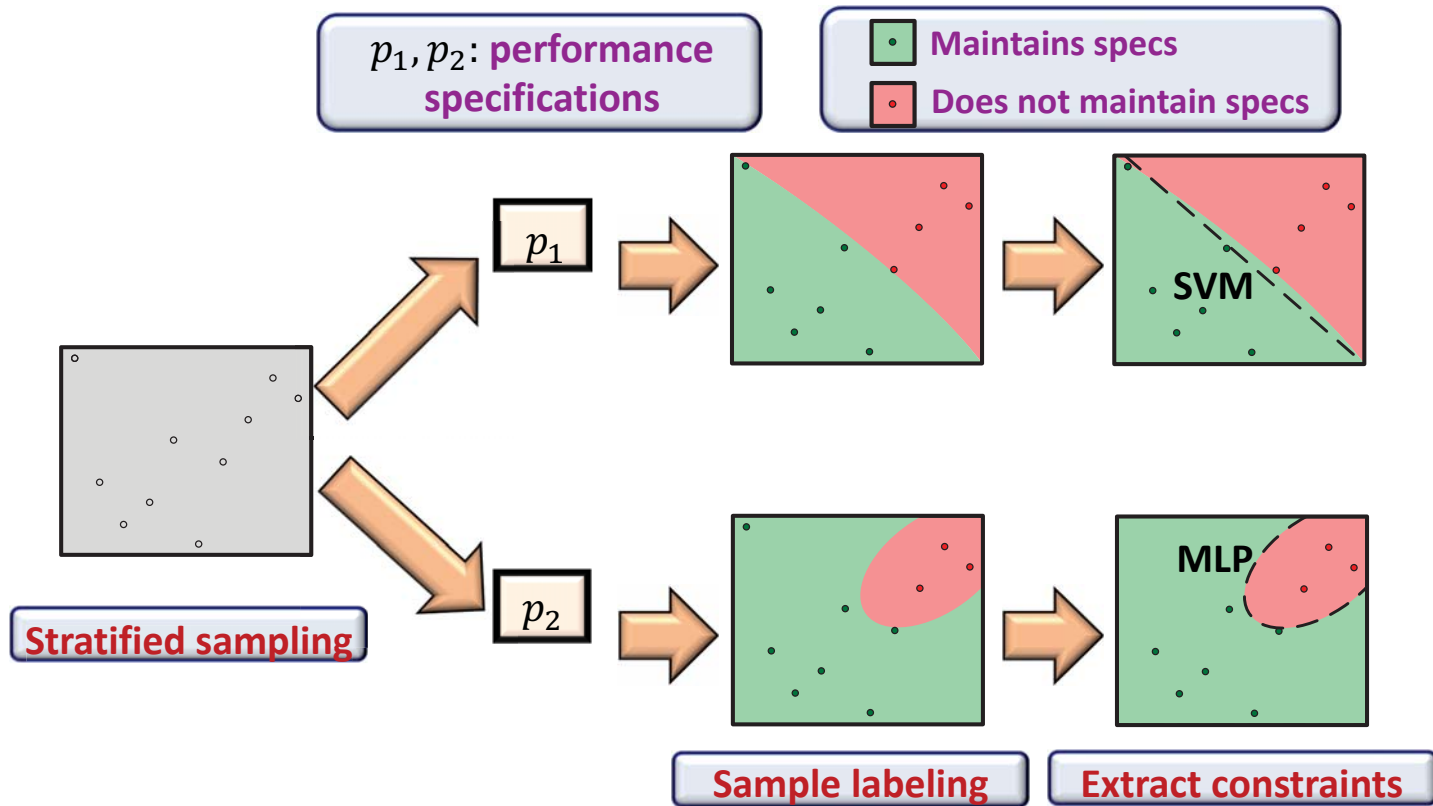 𝑝₁, 𝑝₂: performance
specifications
Maintains specs
Does not maintain specs
𝑝₁
SVM
𝑝₂
MLP
Stratified sampling
Sample labeling
Extract constraints